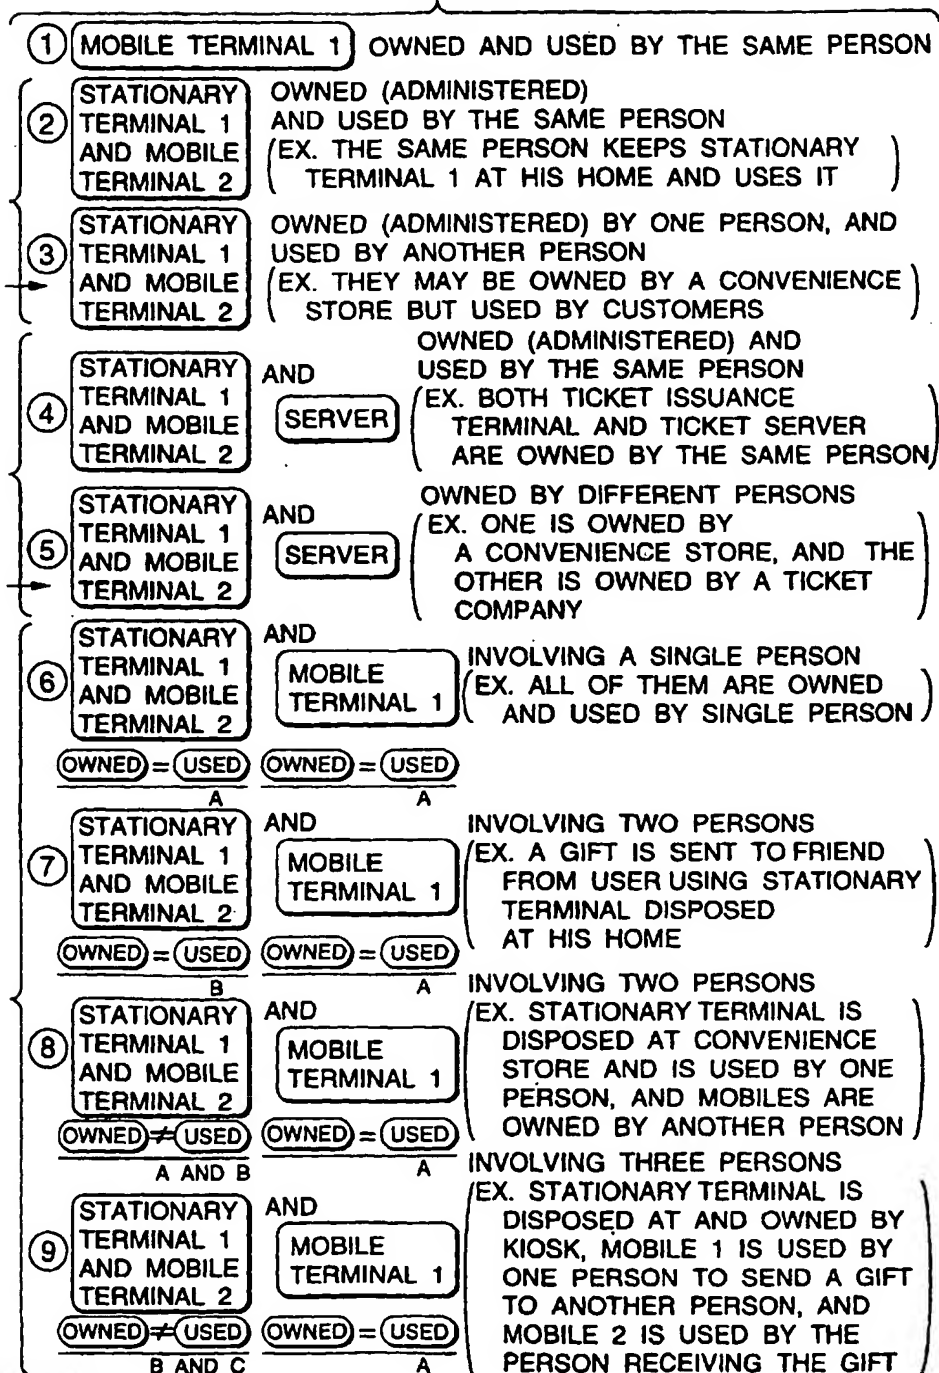 ① MOBILE TERMINAL 1 OWNED AND USED BY THE SAME PERSON
② STATIONARY TERMINAL 1 AND MOBILE TERMINAL 2
OWNED (ADMINISTERED)
AND USED BY THE SAME PERSON
(EX. THE SAME PERSON KEEPS STATIONARY
TERMINAL 1 AT HIS HOME AND USES IT)
③ STATIONARY
TERMINAL 1
AND MOBILE
TERMINAL 2
OWNED (ADMINISTERED) BY ONE PERSON, AND
USED BY ANOTHER PERSON
(EX. THEY MAY BE OWNED BY A CONVENIENCE
STORE BUT USED BY CUSTOMERS)
④ STATIONARY
TERMINAL 1
AND MOBILE
TERMINAL 2
AND
SERVER
OWNED (ADMINISTERED) AND
USED BY THE SAME PERSON
(EX. BOTH TICKET ISSUANCE
TERMINAL AND TICKET SERVER
ARE OWNED BY THE SAME PERSON)
⑤ STATIONARY
TERMINAL 1
AND MOBILE
TERMINAL 2
AND
SERVER
OWNED BY DIFFERENT PERSONS
(EX. ONE IS OWNED BY
A CONVENIENCE STORE, AND THE
OTHER IS OWNED BY A TICKET
COMPANY)
⑥ STATIONARY
TERMINAL 1
AND MOBILE
TERMINAL 2
AND
MOBILE
TERMINAL 1
INVOLVING A SINGLE PERSON
(EX. ALL OF THEM ARE OWNED
AND USED BY SINGLE PERSON)
OWNED = USED OWNED = USED
A A
⑦ STATIONARY
TERMINAL 1
AND MOBILE
TERMINAL 2
AND
MOBILE
TERMINAL 1
INVOLVING TWO PERSONS
(EX. A GIFT IS SENT TO FRIEND
FROM USER USING STATIONARY
TERMINAL DISPOSED
AT HIS HOME)
OWNED = USED OWNED = USED
B A
⑧ STATIONARY
TERMINAL 1
AND MOBILE
TERMINAL 2
AND
MOBILE
TERMINAL 1
INVOLVING TWO PERSONS
(EX. STATIONARY TERMINAL IS
DISPOSED AT CONVENIENCE
STORE AND IS USED BY ONE
PERSON, AND MOBILES ARE
OWNED BY ANOTHER PERSON)
OWNED ≠ USED OWNED = USED
A AND B A
⑨ STATIONARY
TERMINAL 1
AND MOBILE
TERMINAL 2
AND
MOBILE
TERMINAL 1
INVOLVING THREE PERSONS
(EX. STATIONARY TERMINAL IS
DISPOSED AT AND OWNED BY
KIOSK, MOBILE 1 IS USED BY
ONE PERSON TO SEND A GIFT
TO ANOTHER PERSON, AND
MOBILE 2 IS USED BY THE
PERSON RECEIVING THE GIFT)
OWNED ≠ USED OWNED = USED
B AND C A